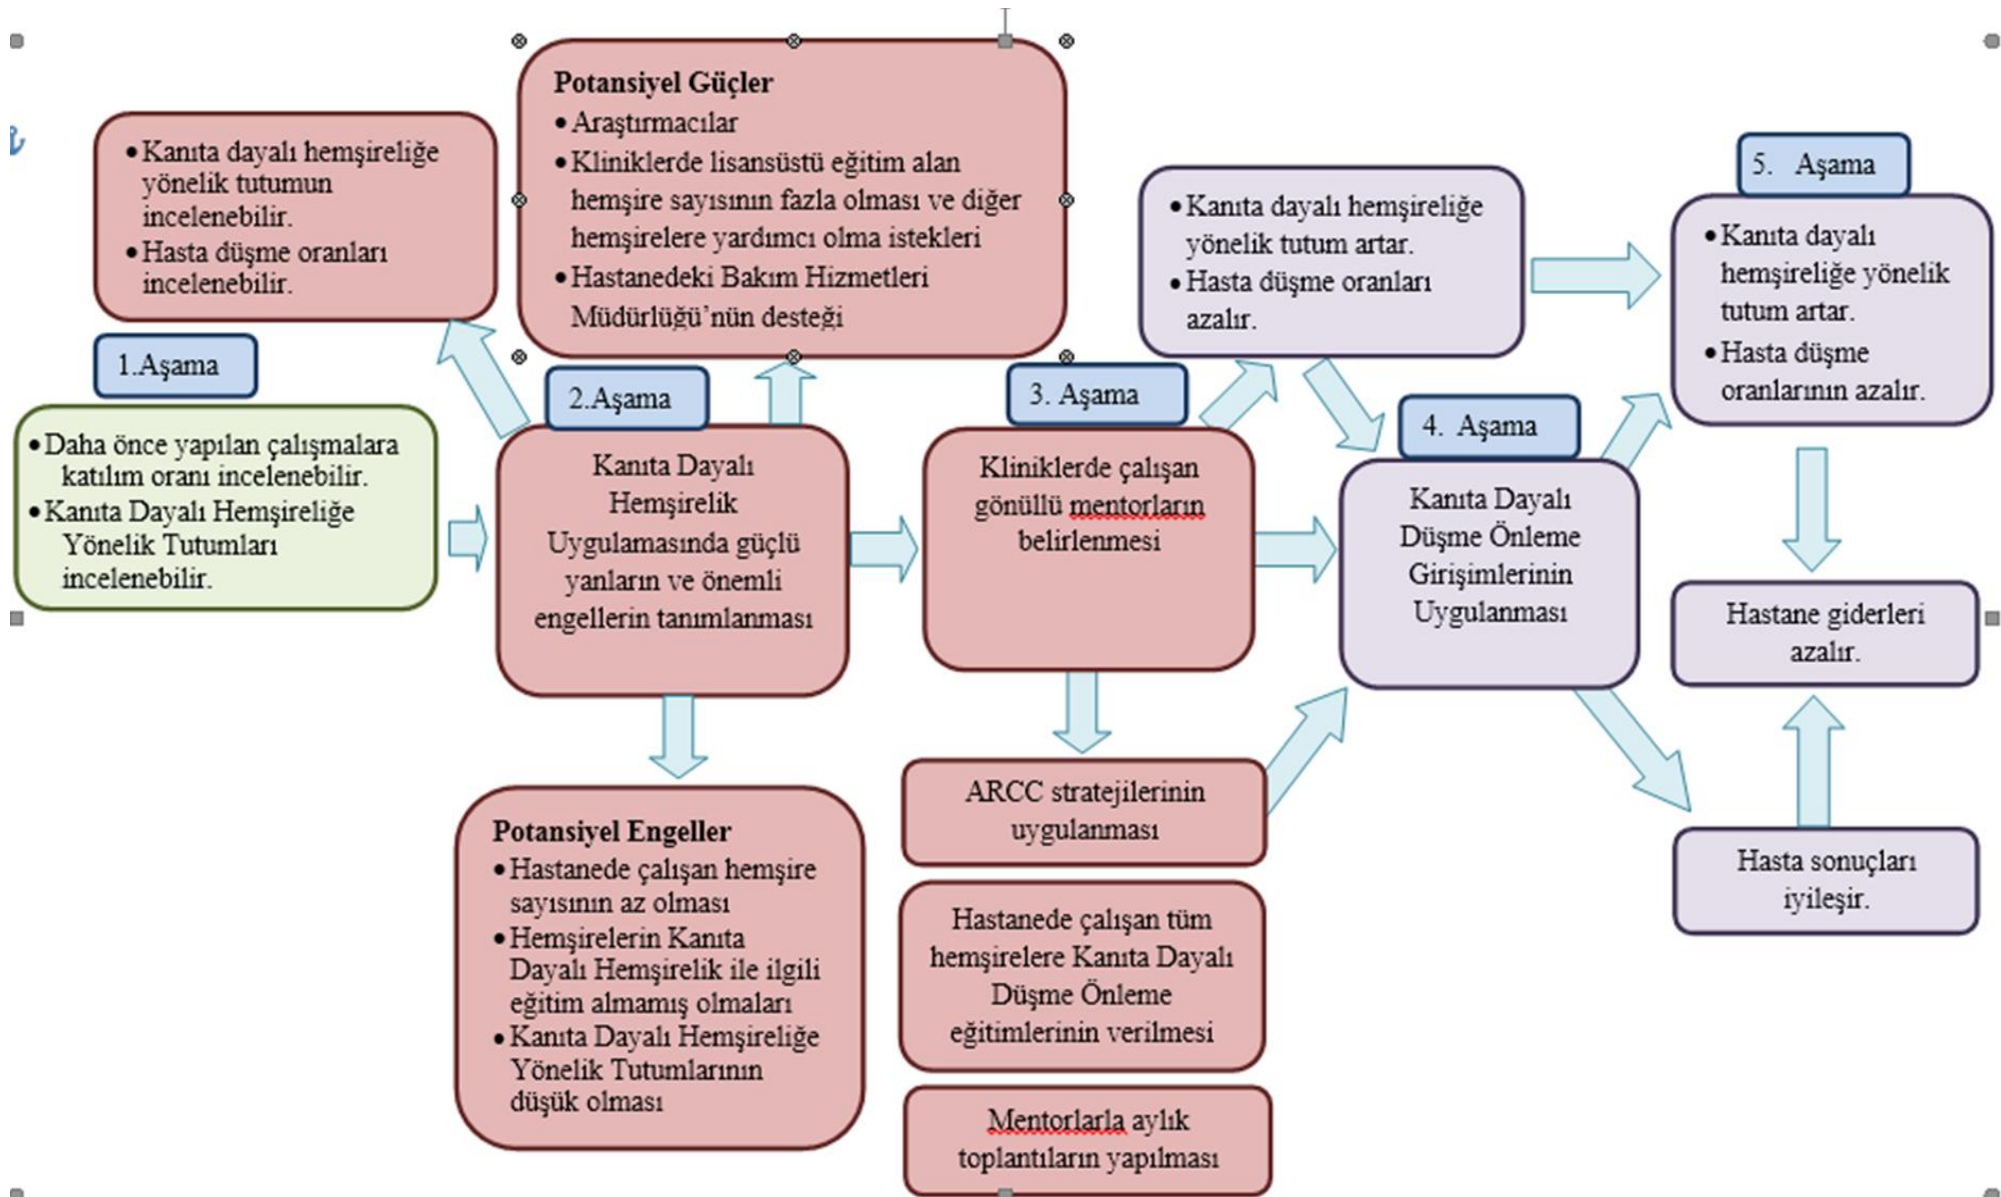 Potansiyel Güçler
• Araştırmacılar
• Kliniklerde lisansüstü eğitim alan
hemşire sayısının fazla olması ve diğer
hemşirelere yardımcı olma istekleri
• Hastanedeki Bakım Hizmetleri
Müdürlüğü’nün desteği
• Kanıta dayalı hemşireliğe
yönelik tutumun
incelenebilir.
• Hasta düşme oranları
incelenebilir.
1.Aşama
• Daha önce yapılan çalışmalara
katılım oranı incelenebilir.
• Kanıta Dayalı Hemşireliğe
Yönelik Tutumları
incelenebilir.
2.Aşama
Kanıta Dayalı
Hemşirelik
Uygulamasında güçlü
yanların ve önemli
engellerin tanımlanması
Potansiyel Engeller
• Hastanede çalışan hemşire
sayısının az olması
• Hemşirelerin Kanıta
Dayalı Hemşirelik ile ilgili
eğitim almamış olmaları
• Kanıta Dayalı Hemşireliğe
Yönelik Tutumlarının
düşük olması
3. Aşama
Kliniklerde çalışan
gönüllü mentorların
belirlenmesi
ARCC stratejilerinin
uygulanması
Hastanede çalışan tüm
hemşirelere Kanıta Dayalı
Düşme Önleme
eğitimlerinin verilmesi
Mentorlarla aylık
toplantıların yapılması
• Kanıta dayalı hemşireliğe
yönelik tutum artar.
• Hasta düşme oranları
azalır.
4. Aşama
Kanıta Dayalı
Düşme Önleme
Girişimlerinin
Uygulanması
5. Aşama
• Kanıta dayalı
hemşireliğe yönelik
tutum artar.
• Hasta düşme
oranlarının azalır.
Hastane giderleri
azalır.
Hasta sonuçları
iyileşir.